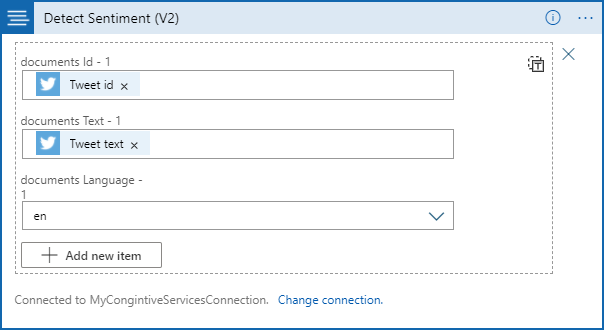 Detect Sentiment (V2)
documents Id - 1
Tweet id ×
documents Text - 1
Tweet text ×
documents Language -
1
en
Add new item
Connected to MyCongintiveServicesConnection. Change connection.